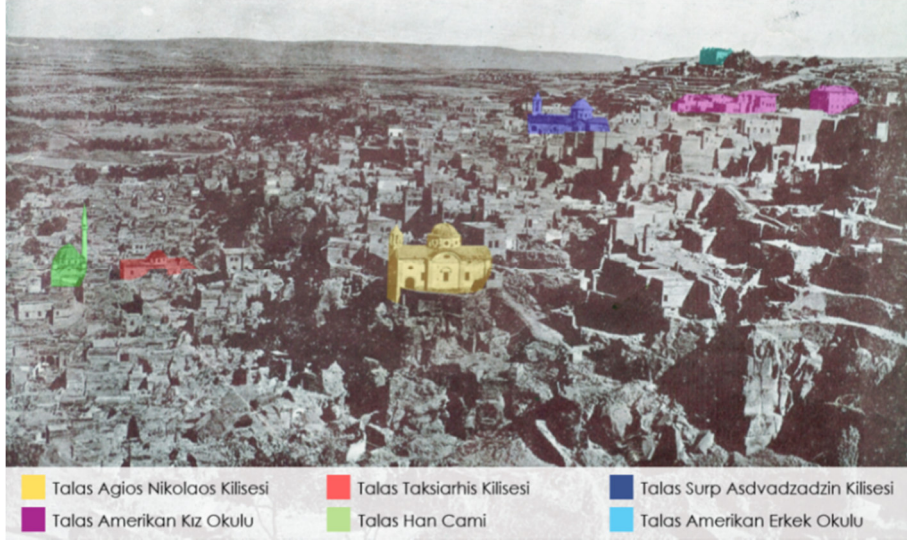 Talas Agios Nikolaos Kilisesi
Talas Taksiarhis Kilisesi
Talas Surp Asdvadzadzin Kilisesi
Talas Amerikan Kız Okulu
Talas Han Cami
Talas Amerikan Erkek Okulu